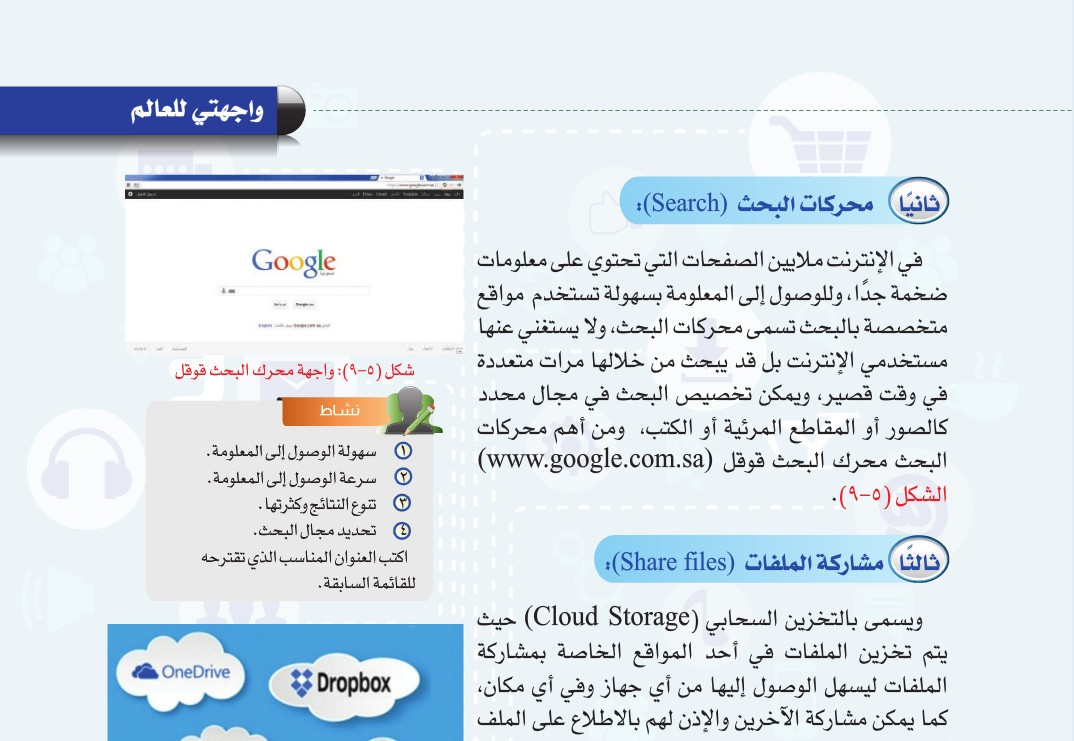 واجهتي للعالم
ثانيًا محركات البحث (Search):
في الإنترنت ملايين الصفحات التي تحتوي على معلومات
ضخمة جدًا، وللوصول إلى المعلومة بسهولة تستخدم مواقع
متخصصة بالبحث تسمى محركات البحث، ولا يستغني عنها
مستخدمي الإنترنت بل قد يبحث من خلالها مرات متعددة
في وقت قصير، ويمكن تخصيص البحث في مجال محدد
كالصور أو المقاطع المرئية أو الكتب، ومن أهم محركات
البحث محرك البحث قوقل (www.google.com.sa)
الشكل (٥-٩).
Google
شكل (٥-٩): واجهة محرك البحث قوقل
نشاط
١ سهولة الوصول إلى المعلومة.
٢ سرعة الوصول إلى المعلومة.
٣ تنوع النتائج وكثرتها.
٤ تحديد مجال البحث.
اكتب العنوان المناسب الذي تقترحه
للقائمة السابقة.
ثالثًا مشاركة الملفات (Share files):
ويسمى بالتخزين السحابي (Cloud Storage) حيث
يتم تخزين الملفات في أحد المواقع الخاصة بمشاركة
الملفات ليسهل الوصول إليها من أي جهاز وفي أي مكان،
كما يمكن مشاركة الآخرين والإذن لهم بالاطلاع على الملف
OneDrive
Dropbox